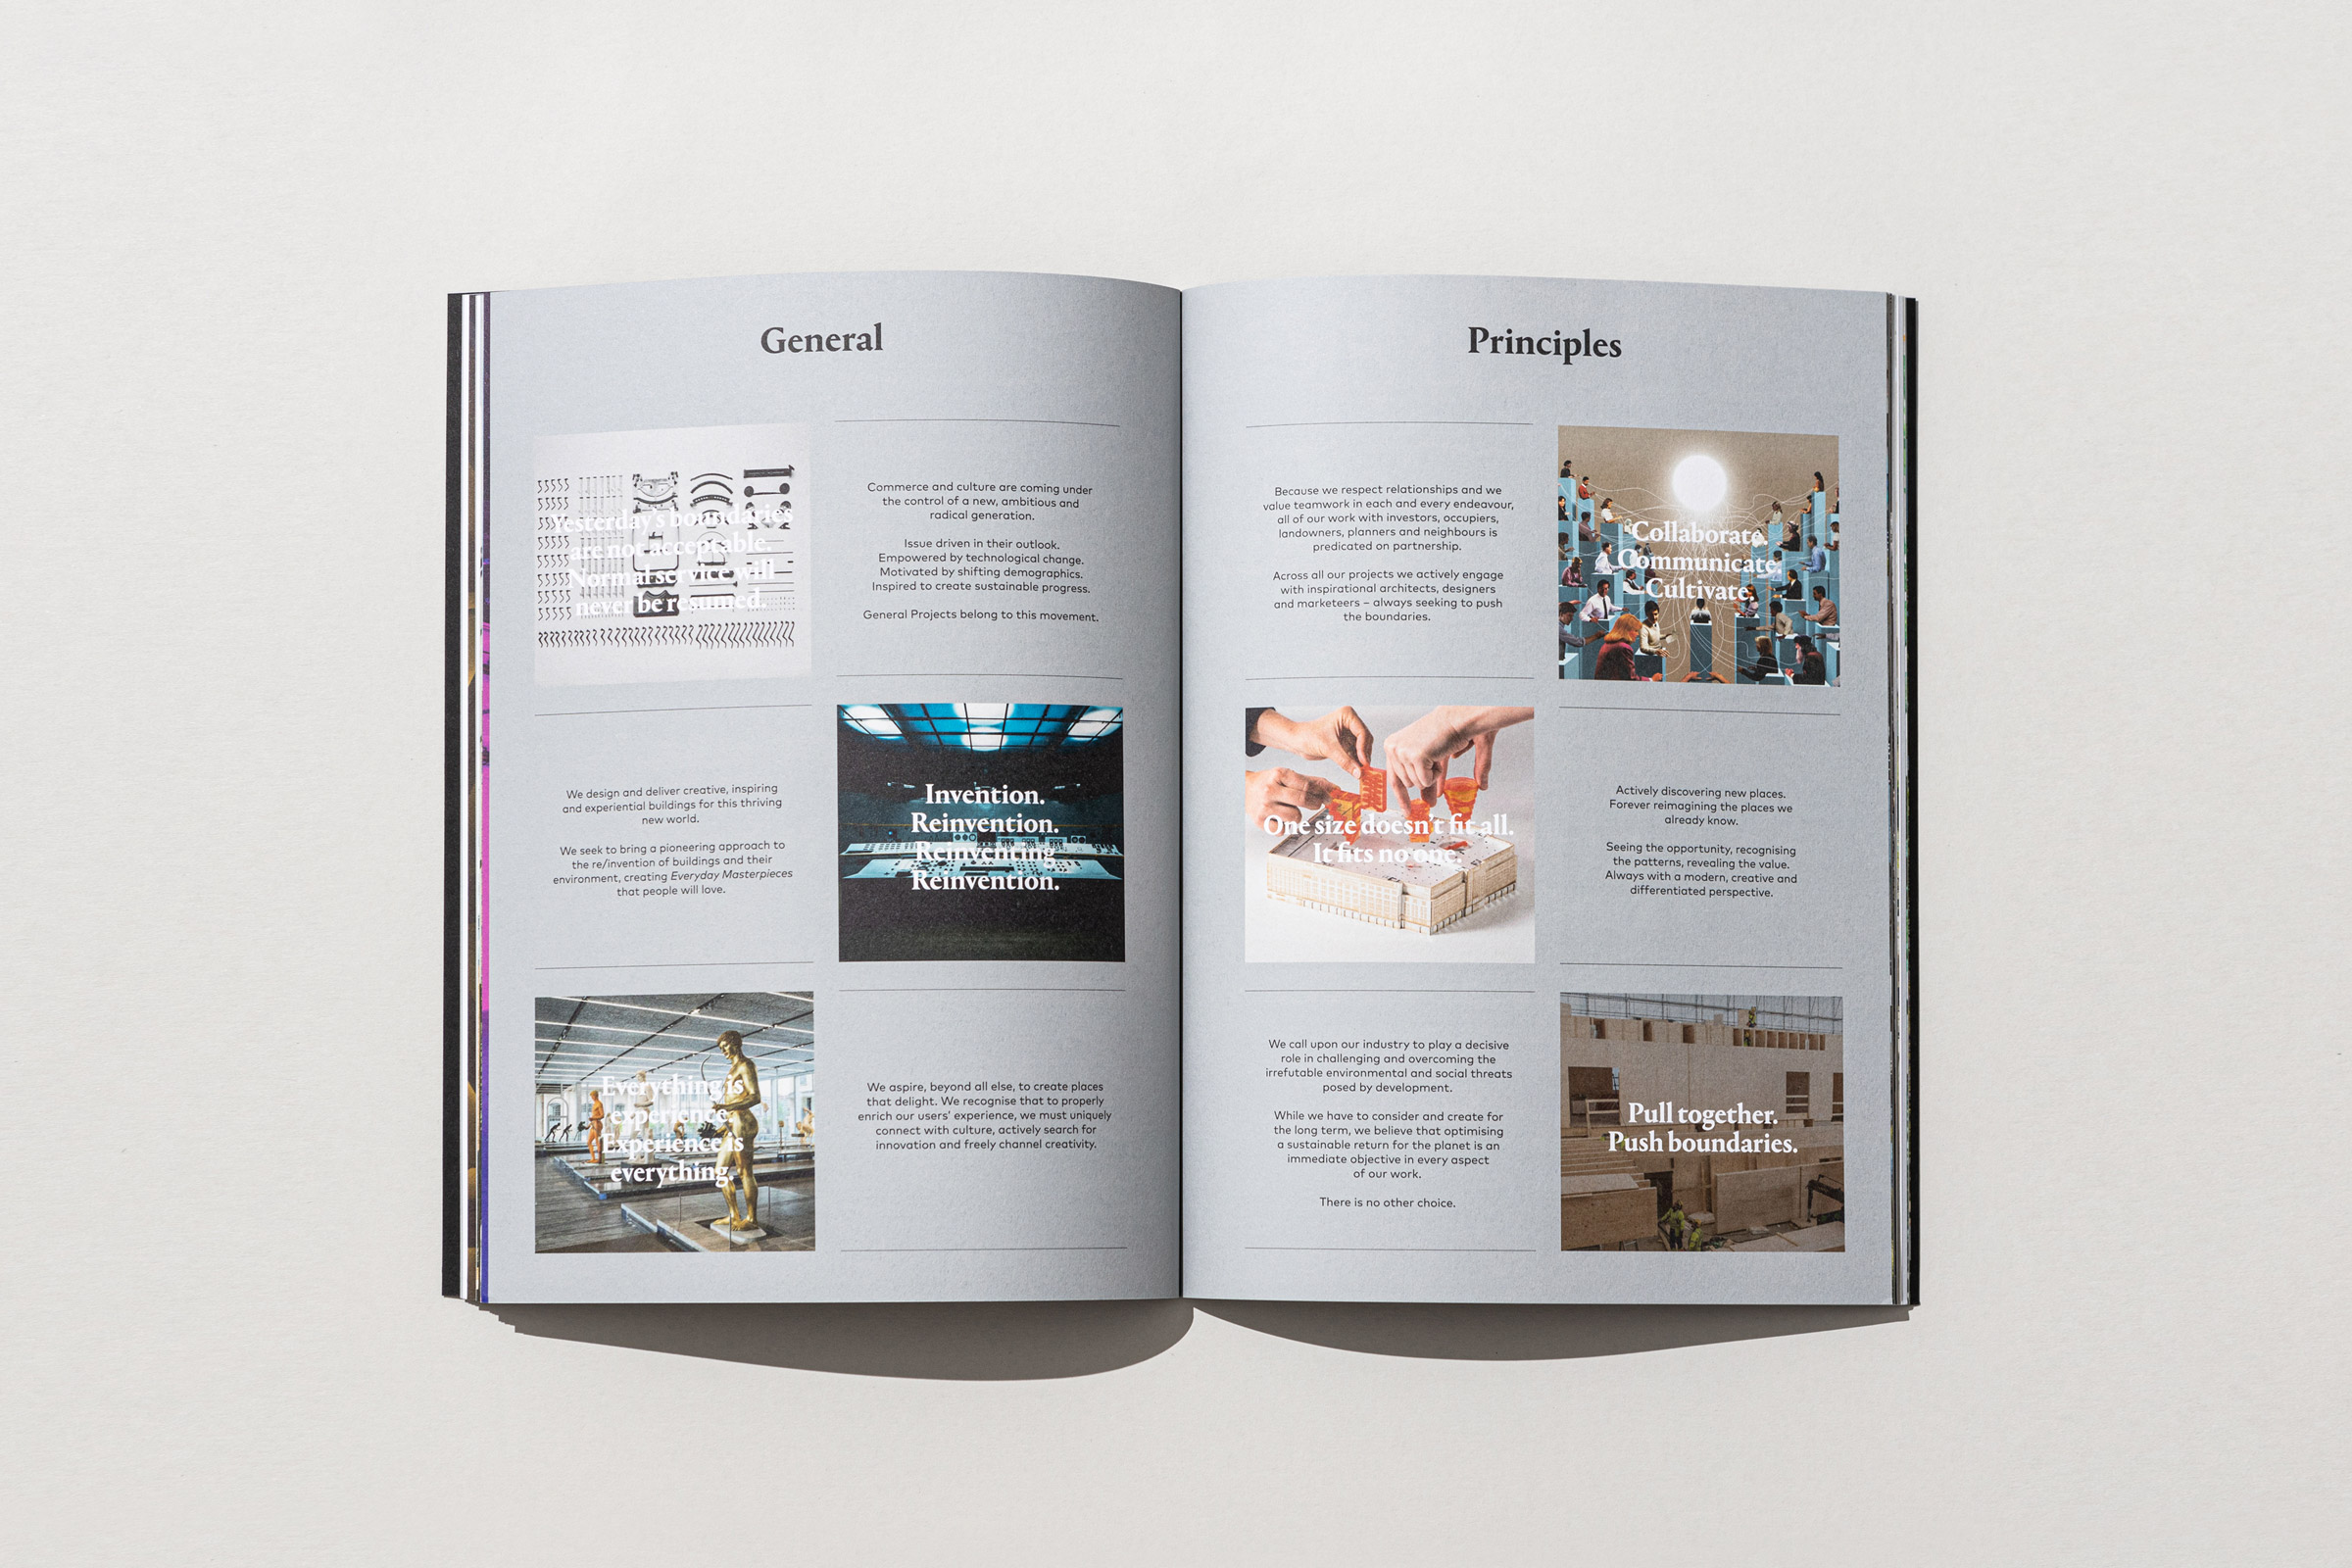 General
Yesterday's boundaries
are not acceptable.
Normal service will
never be resumed.
Commerce and culture are coming under
the control of a new, ambitious and
radical generation.
Issue driven in their outlook.
Empowered by technological change.
Motivated by shifting demographics.
Inspired to create sustainable progress.
General Projects belong to this movement.
We design and deliver creative, inspiring
and experiential buildings for this thriving
new world.
We seek to bring a pioneering approach to
the re/invention of buildings and their
environment, creating Everyday Masterpieces
that people will love.
Invention.
Reinvention.
Reinventing
Reinvention.
Everything is
experience.
Experience is
everything.
We aspire, beyond all else, to create places
that delight. We recognise that to properly
enrich our users' experience, we must uniquely
connect with culture, actively search for
innovation and freely channel creativity.
Principles
Because we respect relationships and we
value teamwork in each and every endeavour,
all of our work with investors, occupiers,
landowners, planners and neighbours is
predicated on partnership.
Across all our projects we actively engage
with inspirational architects, designers
and marketeers – always seeking to push
the boundaries.
Collaborate.
Communicate.
Cultivate.
One size doesn't fit all.
It fits no one.
Actively discovering new places.
Forever reimagining the places we
already know.
Seeing the opportunity, recognising
the patterns, revealing the value.
Always with a modern, creative and
differentiated perspective.
We call upon our industry to play a decisive
role in challenging and overcoming the
irrefutable environmental and social threats
posed by development.
While we have to consider and create for
the long term, we believe that optimising
a sustainable return for the planet is an
immediate objective in every aspect
of our work.
There is no other choice.
Pull together.
Push boundaries.